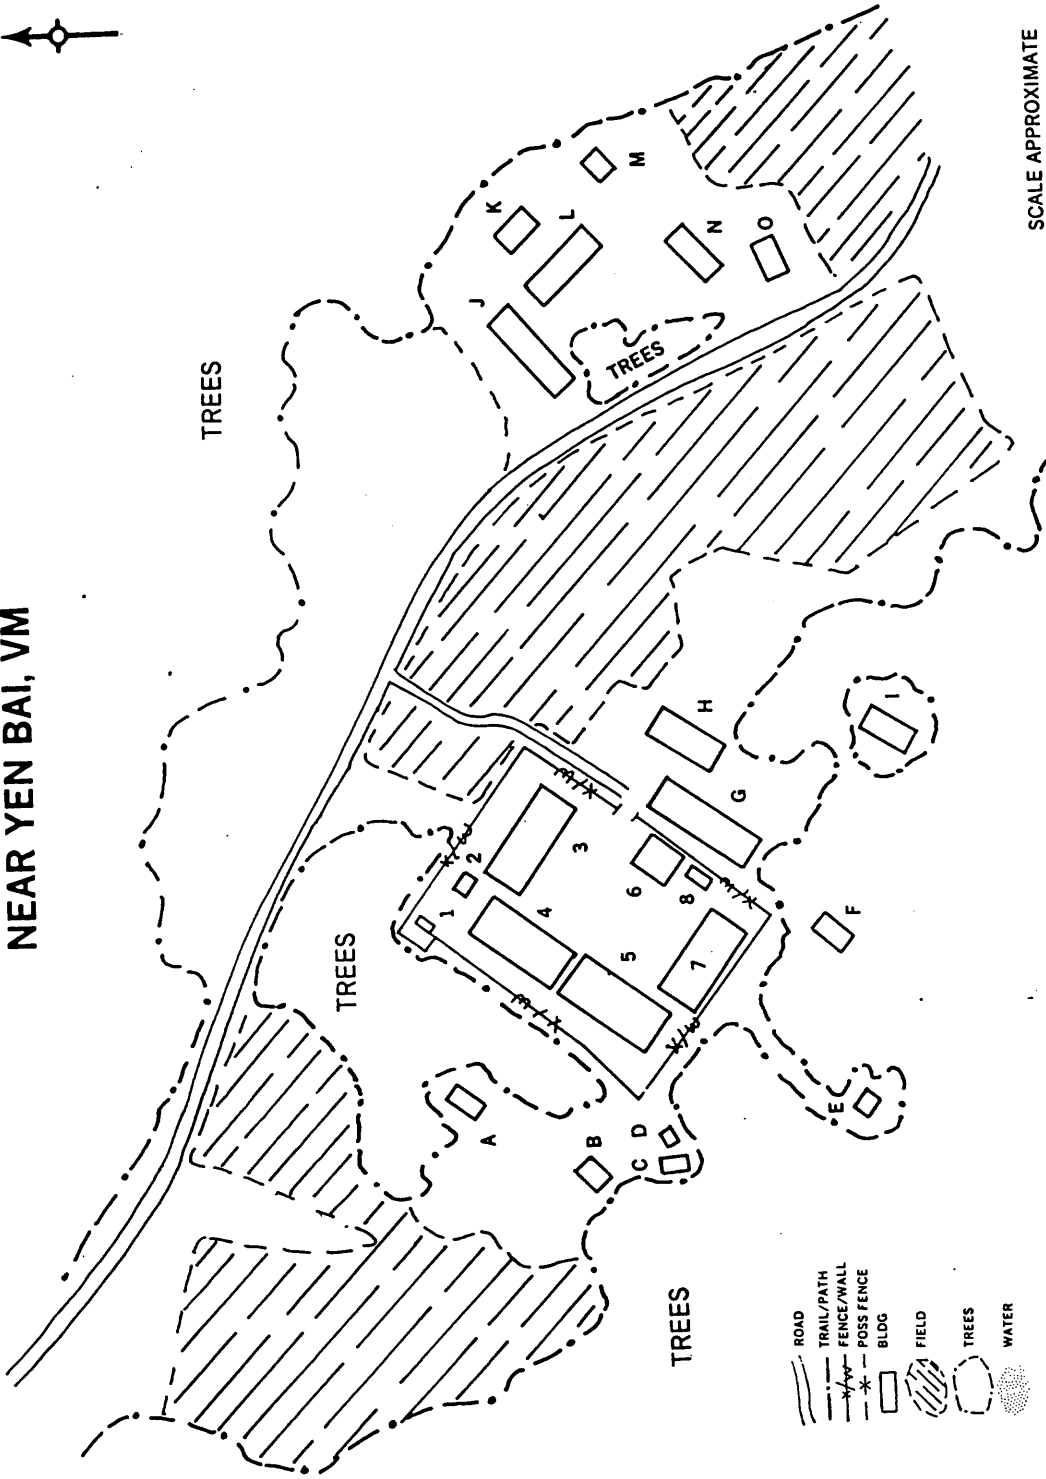 NEAR YEN BAI, VM
TREES
TREES
TREES
TREES
K
L
M
J
N
O
1
2
3
4
5
6
7
8
A
B
C
D
E
F
G
H
I
x/w
x/w
x/w
x/w
x/w
ROAD
TRAIL/PATH
x/w FENCE/WALL
x POSS FENCE
BLDG
FIELD
TREES
WATER
SCALE APPROXIMATE